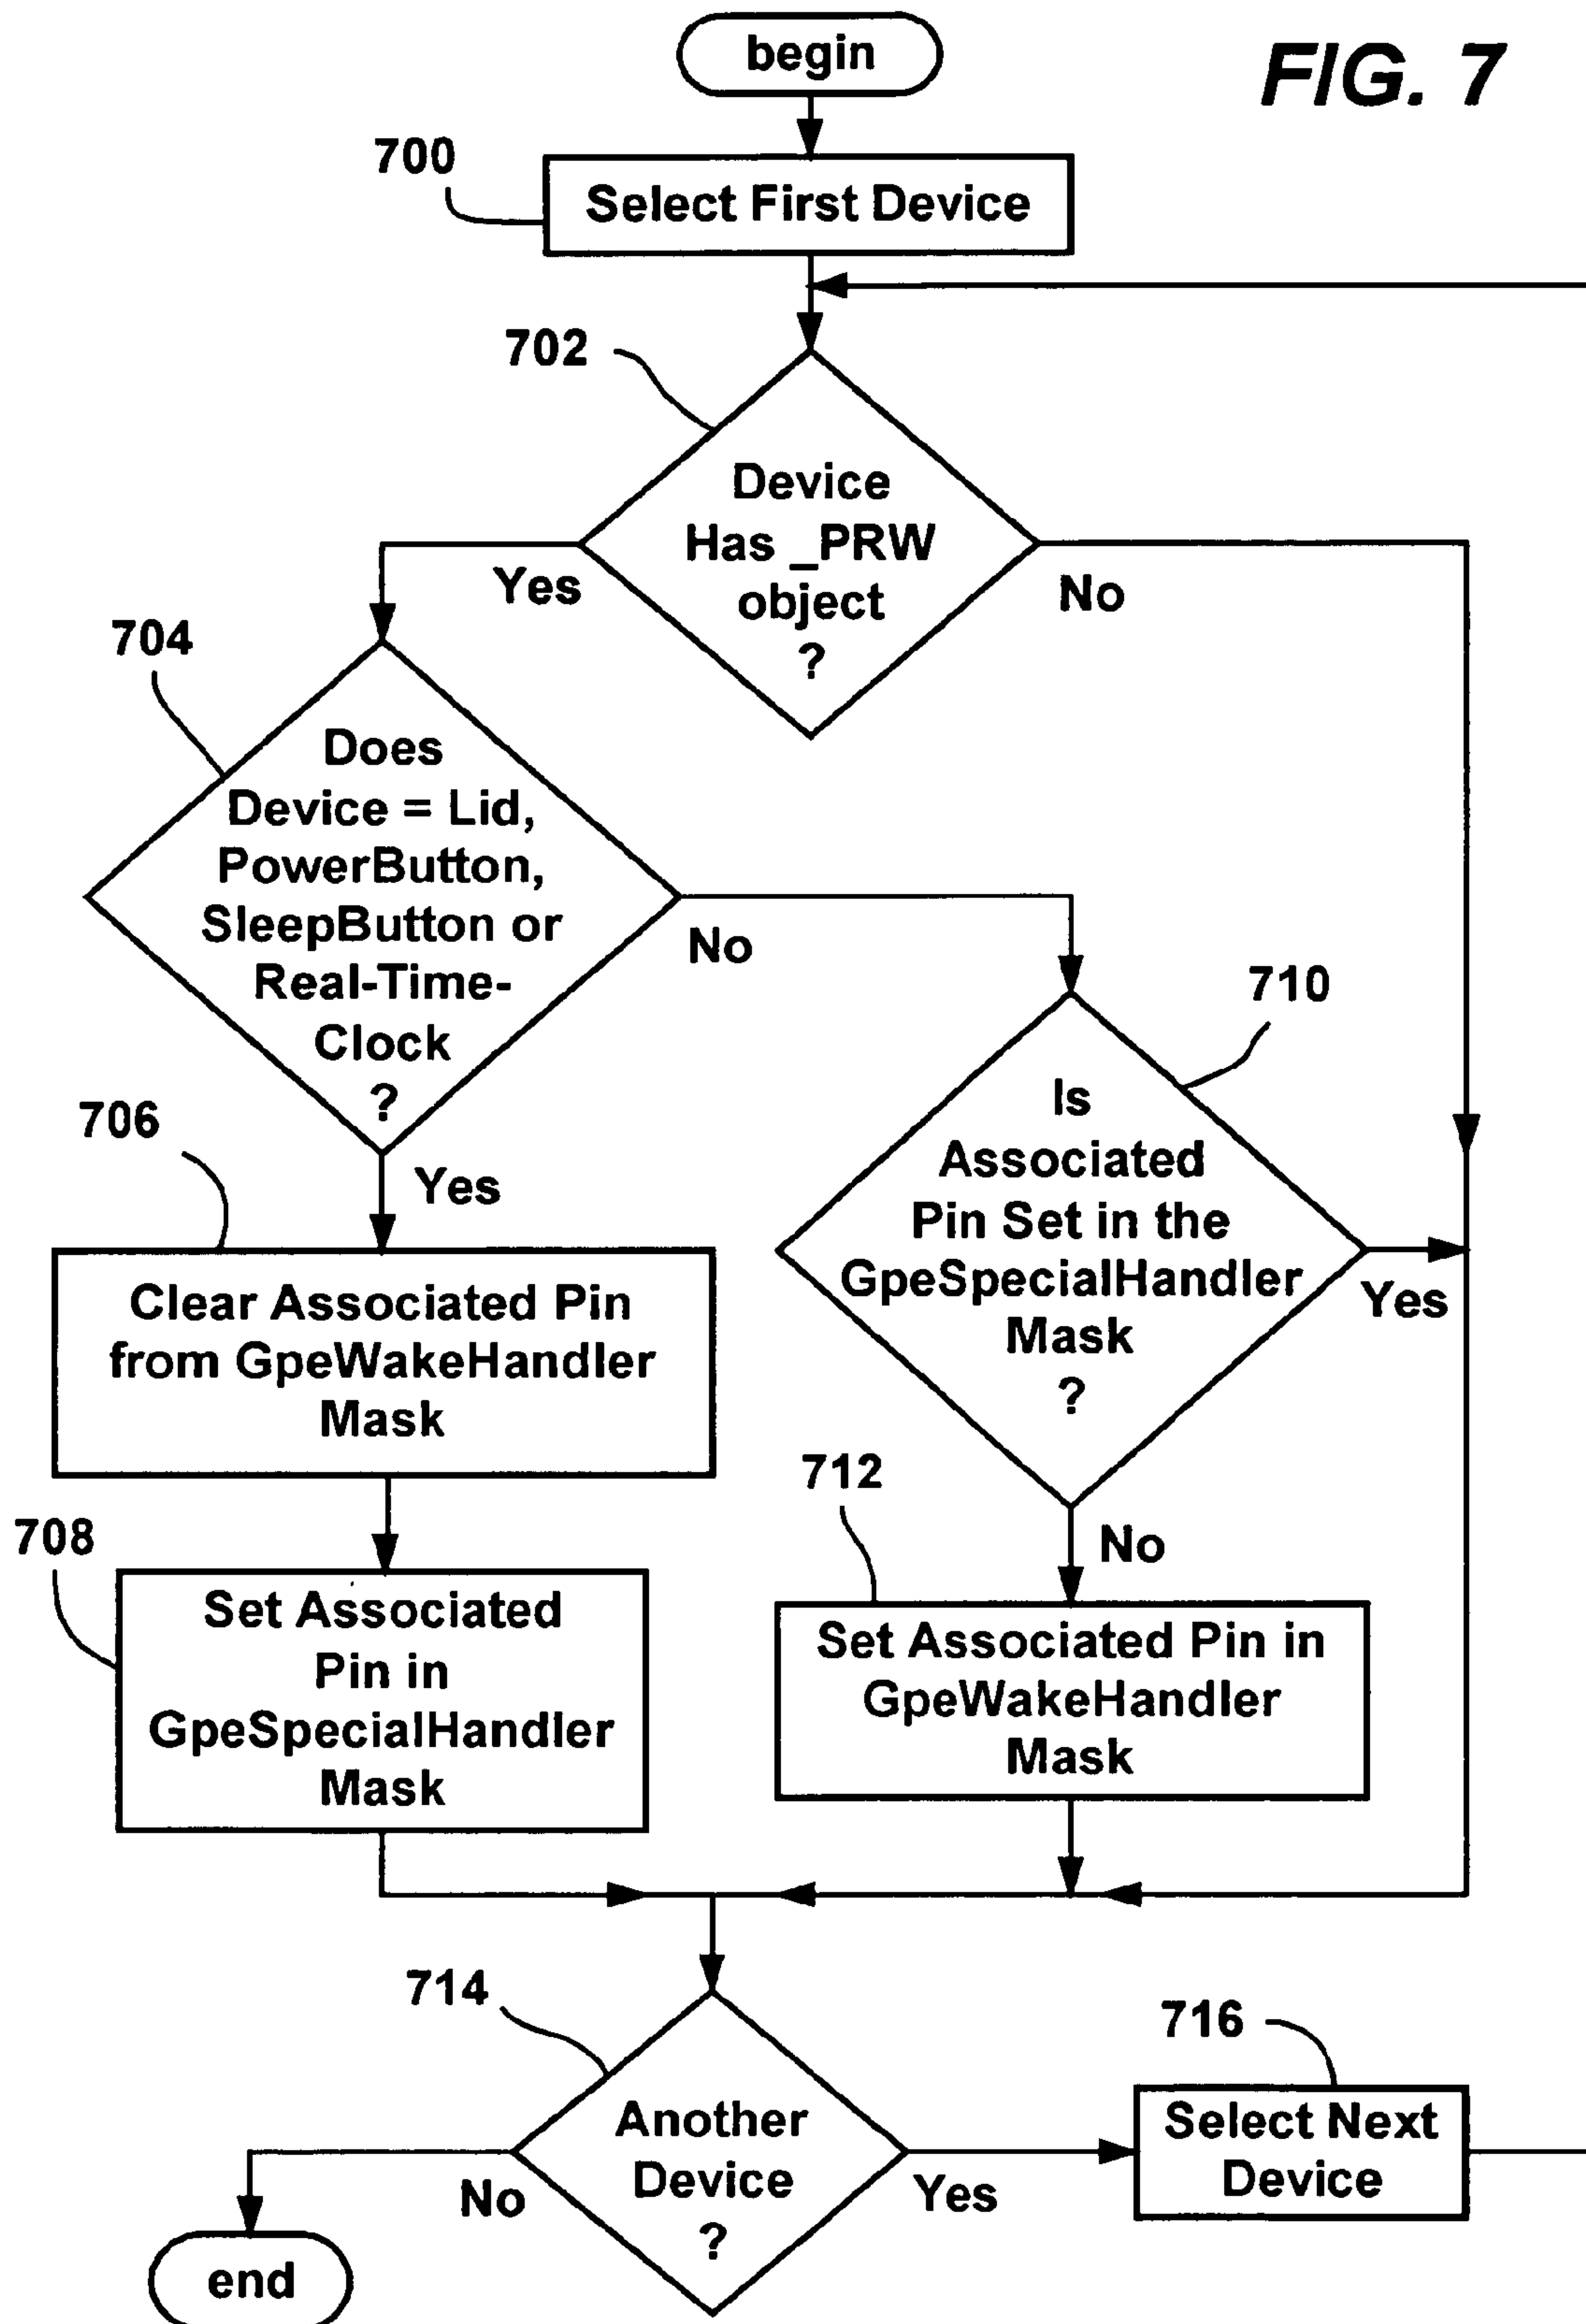 begin
FIG. 7
700
Select First Device
702
Device
Has _PRW
object
?
Yes
No
704
Does
Device = Lid,
PowerButton,
SleepButton or
Real-Time-
Clock
?
No
Yes
710
Is
Associated
Pin Set in the
GpeSpecialHandler
Mask
?
Yes
No
706
Clear Associated Pin
from GpeWakeHandler
Mask
708
Set Associated
Pin in
GpeSpecialHandler
Mask
712
Set Associated Pin in
GpeWakeHandler
Mask
714
Another
Device
?
No
Yes
716
Select Next
Device
end